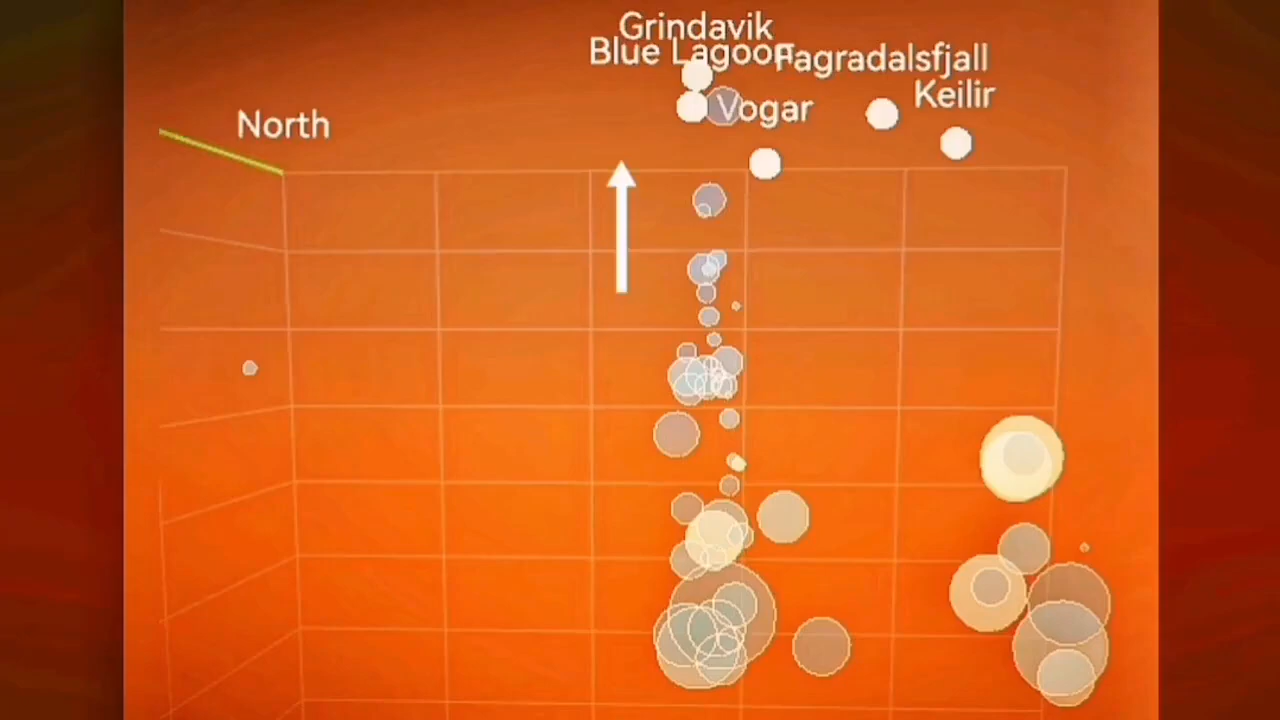 Grindavik
Blue Lagoon
Fagradalsfjall
Keilir
Vogar
North